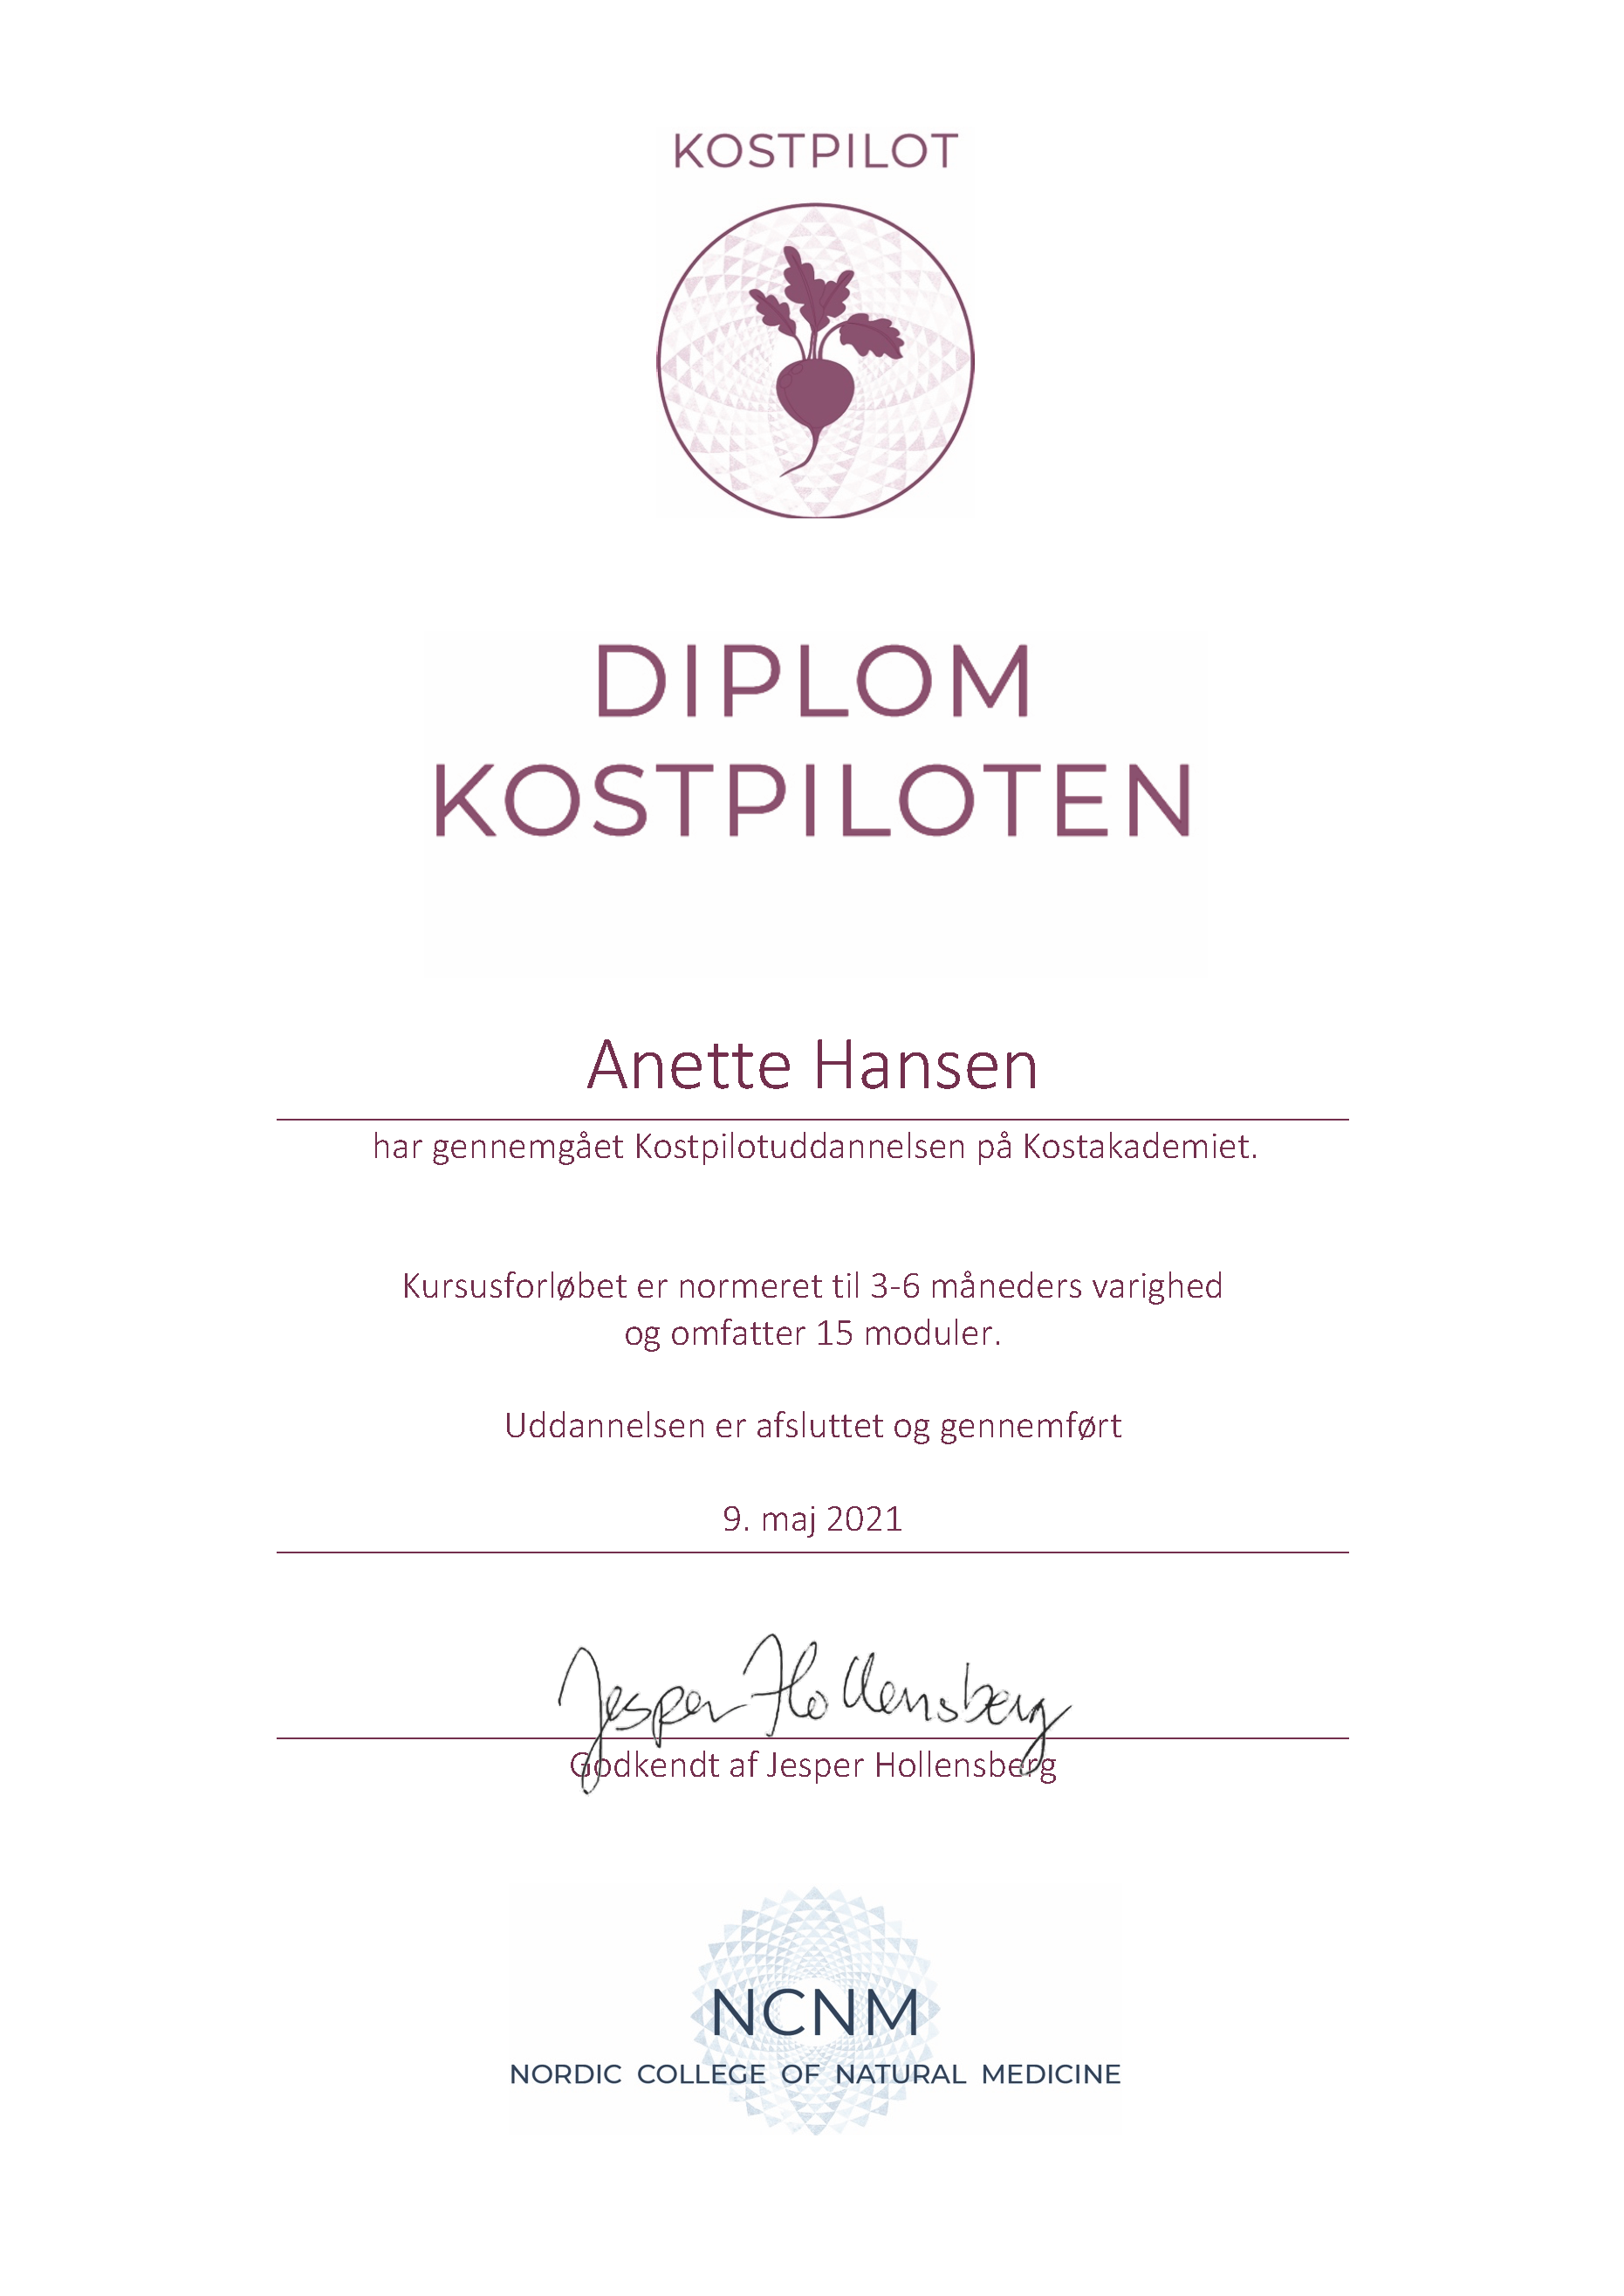 KOSTPILOT
DIPLOM
KOSTPILOTEN
Anette Hansen
har gennemgået Kostpilotuddannelsen på Kostakademiet.
Kursusforløbet er normeret til 3-6 måneders varighed
og omfatter 15 moduler.
Uddannelsen er afsluttet og gennemført
9. maj 2021
Jesper Hollensberg
Godkendt af Jesper Hollensberg
NCNM
NORDIC COLLEGE OF NATURAL MEDICINE